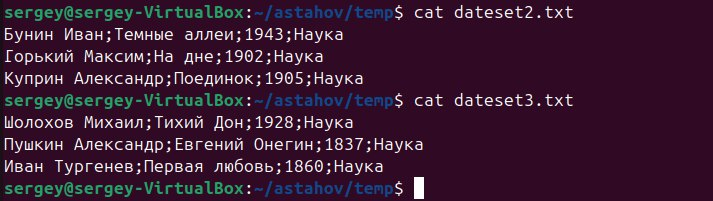 sergey@sergey-VirtualBox:~/astahov/temp$ cat dateset2.txt
Бунин Иван;Темные аллеи;1943;Наука
Горький Максим;На дне;1902;Наука
Куприн Александр;Поединок;1905;Наука
sergey@sergey-VirtualBox:~/astahov/temp$ cat dateset3.txt
Шолохов Михаил;Тихий Дон;1928;Наука
Пушкин Александр;Евгений Онегин;1837;Наука
Иван Тургенев;Первая любовь;1860;Наука
sergey@sergey-VirtualBox:~/astahov/temp$